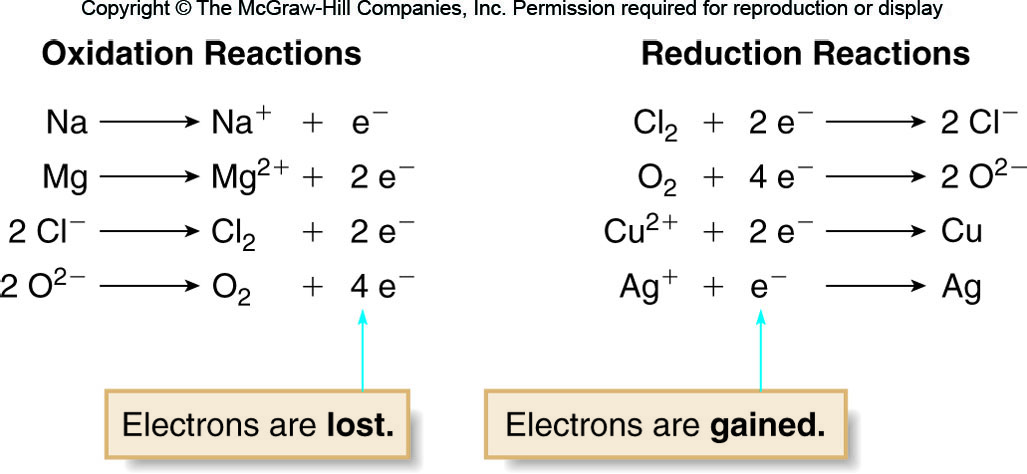 Copyright © The McGraw-Hill Companies, Inc. Permission required for reproduction or display
Oxidation Reactions
Na ⟶ Na⁺ + e⁻
Mg ⟶ Mg²⁺ + 2 e⁻
2 Cl⁻ ⟶ Cl₂ + 2 e⁻
2 O²⁻ ⟶ O₂ + 4 e⁻
Electrons are lost.
Reduction Reactions
Cl₂ + 2 e⁻ ⟶ 2 Cl⁻
O₂ + 4 e⁻ ⟶ 2 O²⁻
Cu²⁺ + 2 e⁻ ⟶ Cu
Ag⁺ + e⁻ ⟶ Ag
Electrons are gained.